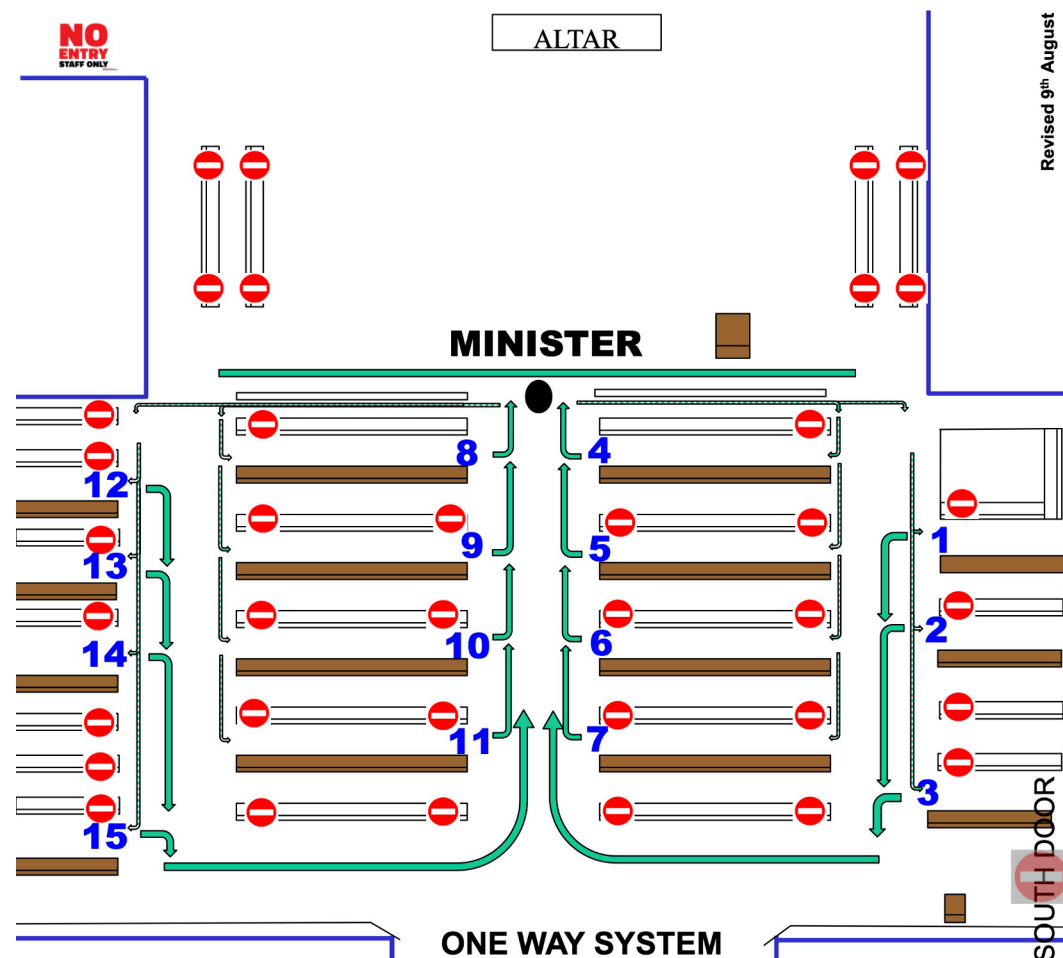 NO
ENTRY
STAFF ONLY
ALTAR
Revised 9th August
MINISTER
8
4
12
9
5
1
13
10
6
2
14
11
7
3
15
SOUTH DOOR
ONE WAY SYSTEM